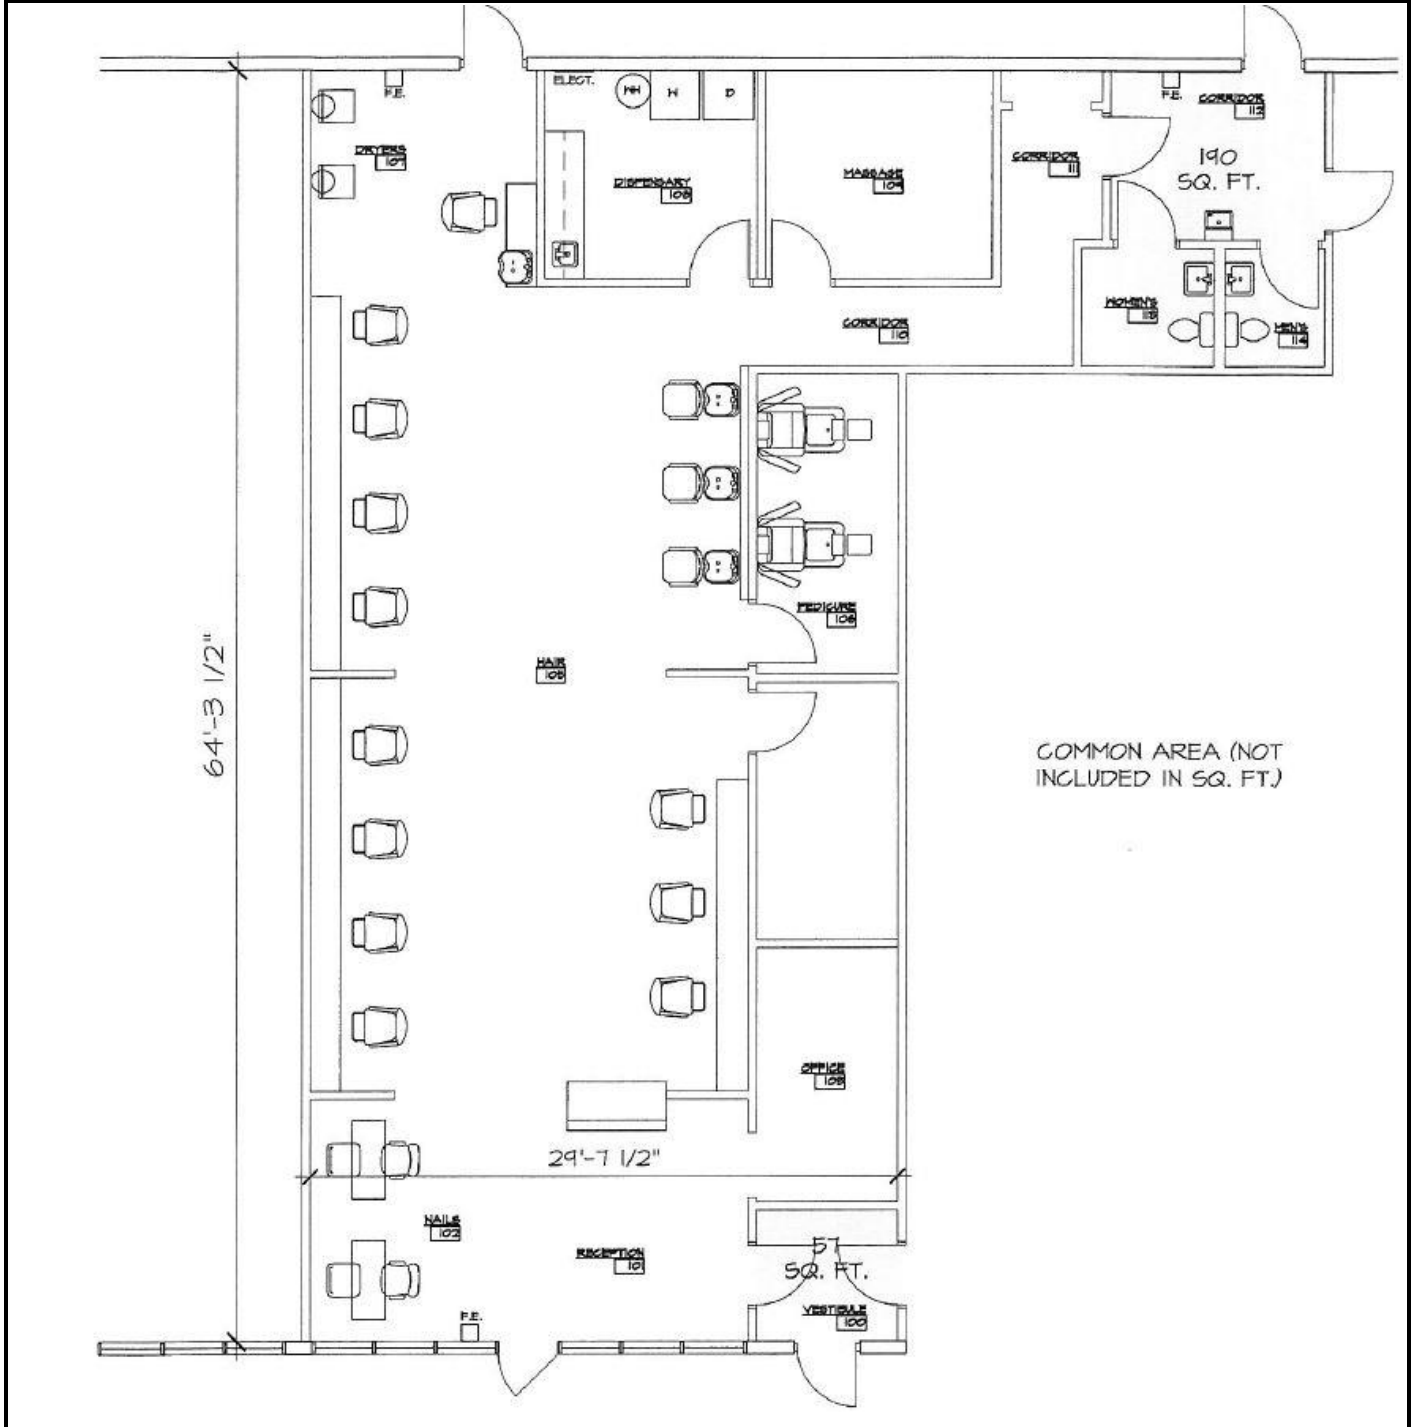 ELECT.
WH
W
D
F.E.
F.E.
CORRIDOR
112
DRYERS
107
CORRIDOR
111
190
SQ. FT.
DISPENSARY
108
MASSAGE
109
WOMEN'S
113
CORRIDOR
110
MEN'S
114
PEDICURE
106
HAIR
105
64'-3 1/2"
COMMON AREA (NOT
INCLUDED IN SQ. FT.)
OFFICE
103
29'-7 1/2"
NAILS
102
RECEPTION
101
57
SQ. FT.
VESTIBULE
100
F.E.